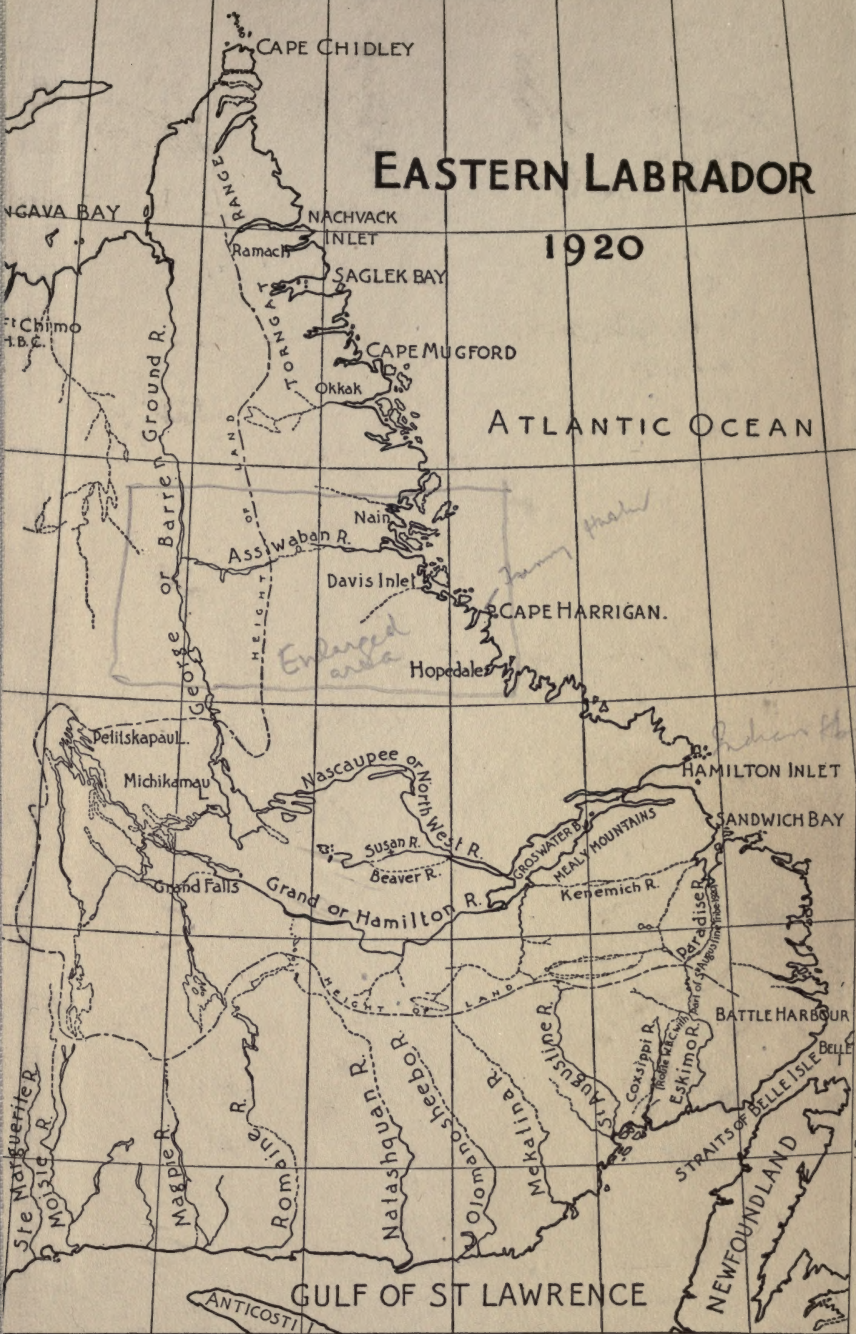 CAPE CHIDLEY
EASTERN LABRADOR
1920
NGAVA BAY
RANGE
NACHVACK
INLET
Ramach
SAGLEK BAY
TORNGAT
Ft Chimo
H.B.C.
CAPE MUGFORD
Okkak
ATLANTIC OCEAN
George or Barren Ground R.
HEIGHT OF LAND
Nain
Assiwaban R.
Davis Inlet
CAPE HARRIGAN.
Enlarged
area
Hopedale
Petitskapau L.
Michikamau
L
Nascaupee or North West R.
HAMILTON INLET
SANDWICH BAY
GROSWATER B.
MEALY MOUNTAINS
Susan R.
Beaver R.
Grand Falls
Grand or Hamilton R.
Kenemich R.
Paradise R.
HEIGHT OF LAND
BATTLE HARBOUR
BELLE
STRAITS OF BELLE ISLE
St Augustine R.
Coxsippi R.
Eskimo R.
Ste Marguerite R.
Moisie R.
Magpie R.
Romaine R.
Natashquan R.
Olomanosheebo R.
Mekatina R.
NEWFOUNDLAND
GULF OF ST LAWRENCE
ANTICOSTI I